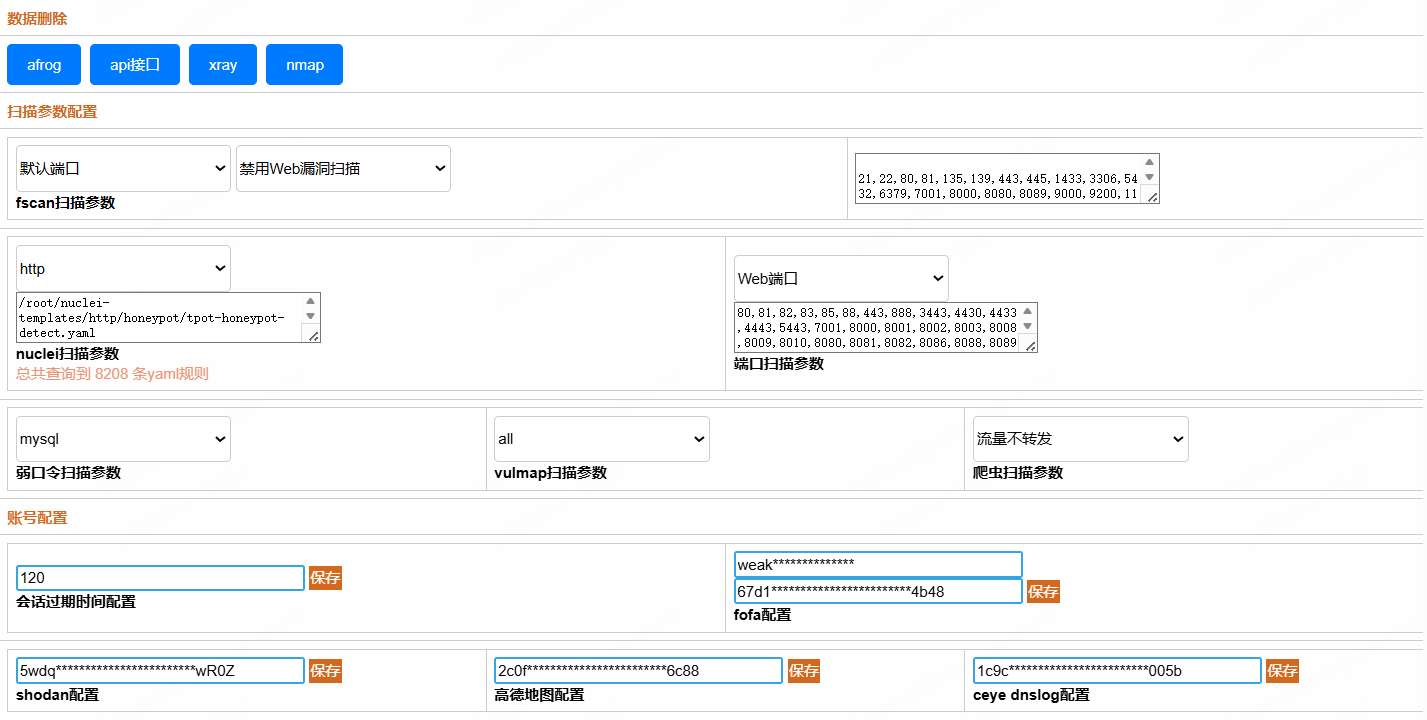 数据删除
afrog api接口 xray nmap
扫描参数配置
默认端口 禁用Web漏洞扫描
fscan扫描参数
21,22,80,81,135,139,443,445,1433,3306,54
32,6379,7001,8000,8080,8089,9000,9200,11
http
/root/nuclei-
templates/http/honeypot/tpot-honeypot-
detect.yaml
nuclei扫描参数
总共查询到 8208 条yaml规则
Web端口
80,81,82,83,85,88,443,888,3443,4430,4433
,4443,5443,7001,8000,8001,8002,8003,8008
,8009,8010,8080,8081,8082,8086,8088,8089
端口扫描参数
mysql
弱口令扫描参数
all
vulmap扫描参数
流量不转发
爬虫扫描参数
账号配置
120 保存
会话过期时间配置
weak**************
67d1************************4b48 保存
fofa配置
5wdq************************wR0Z 保存
shodan配置
2c0f************************6c88 保存
高德地图配置
1c9c************************005b 保存
ceye dnslog配置